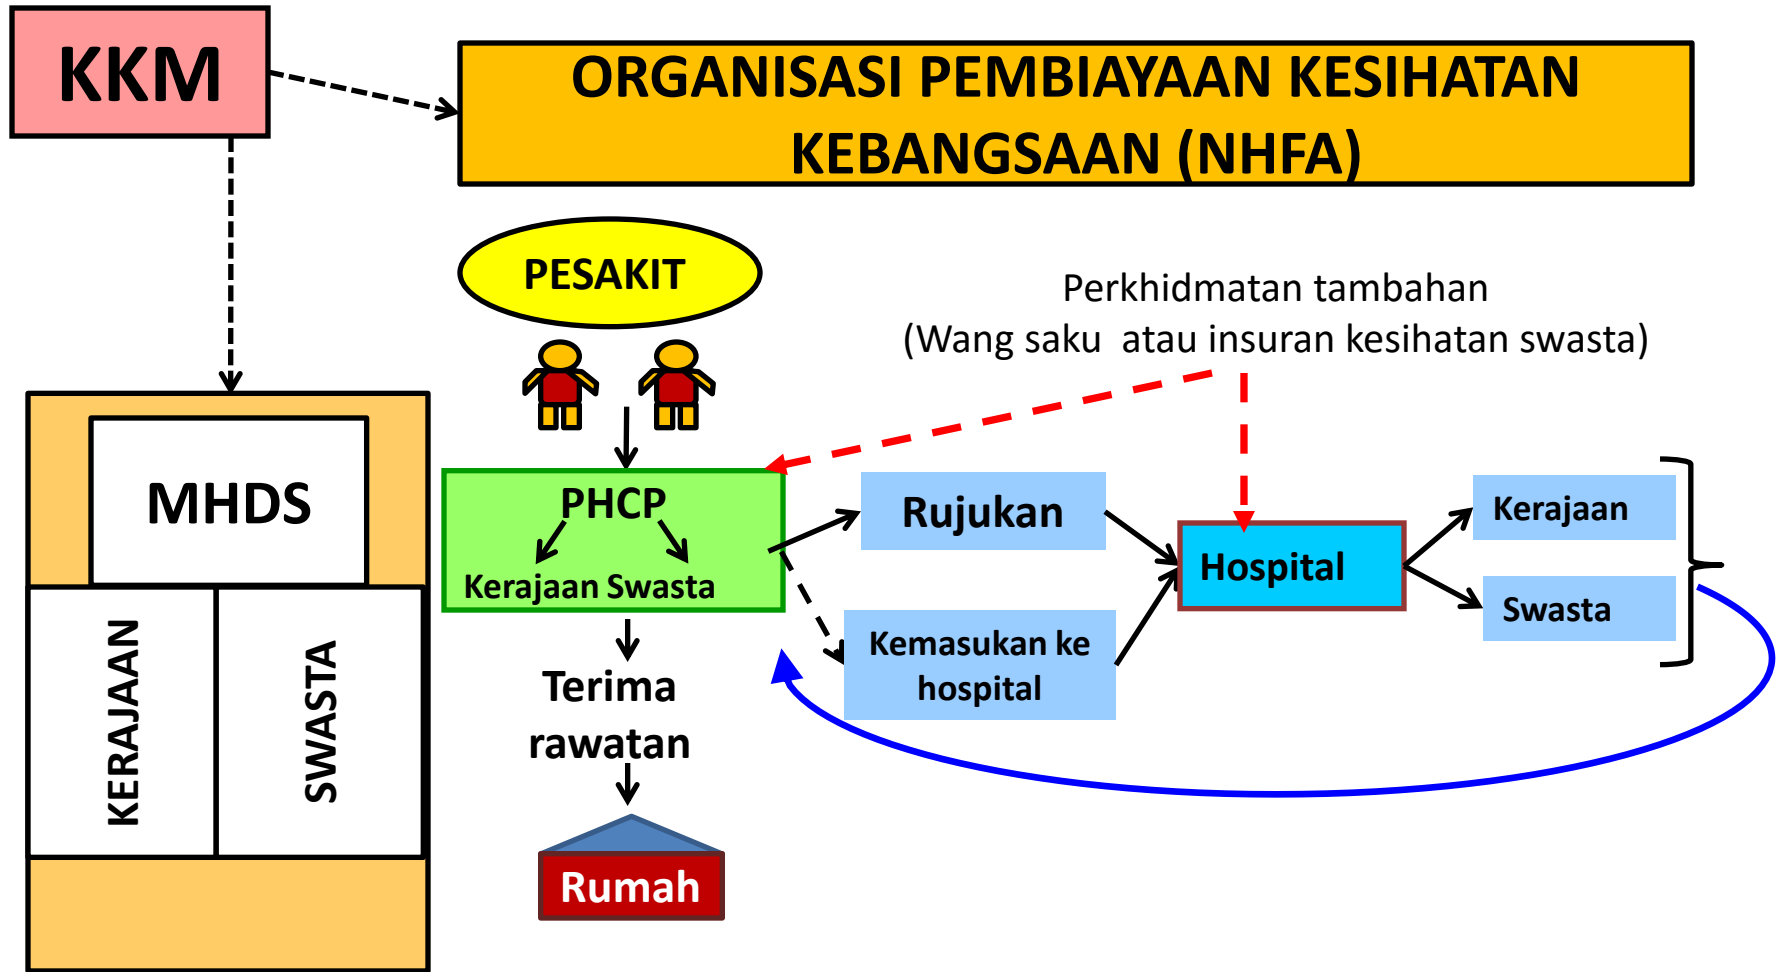 KKM
ORGANISASI PEMBIAYAAN KESIHATAN
KEBANGSAAN (NHFA)
PESAKIT
Perkhidmatan tambahan
(Wang saku atau insuran kesihatan swasta)
MHDS
KERAJAAN
SWASTA
PHCP
Kerajaan Swasta
Rujukan
Kemasukan ke
hospital
Hospital
Kerajaan
Swasta
Terima
rawatan
Rumah